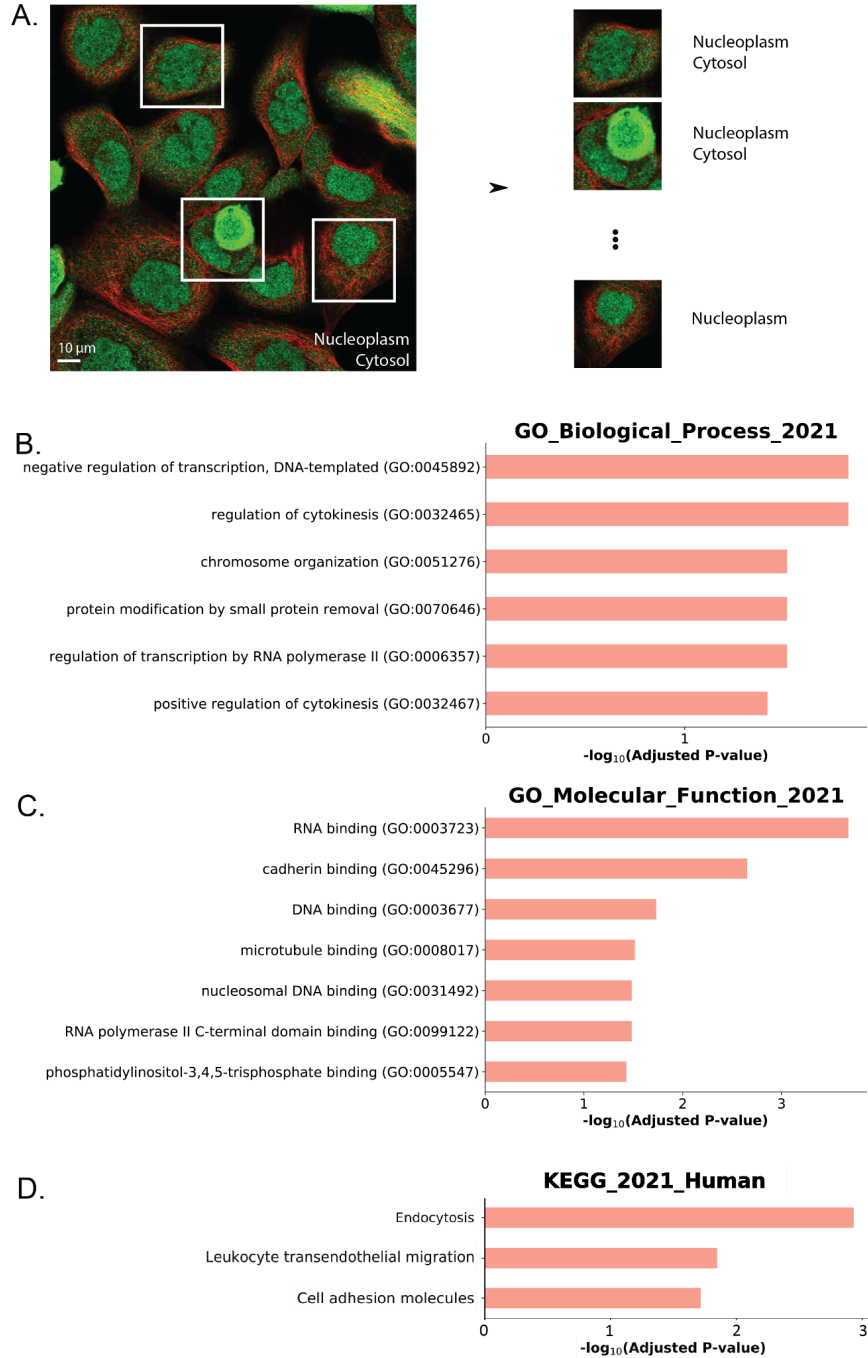 A.
Nucleoplasm
Cytosol
10 µm
Nucleoplasm
Cytosol
Nucleoplasm
Cytosol
Nucleoplasm
B.
GO_Biological_Process_2021
negative regulation of transcription, DNA-templated (GO:0045892)
regulation of cytokinesis (GO:0032465)
chromosome organization (GO:0051276)
protein modification by small protein removal (GO:0070646)
regulation of transcription by RNA polymerase II (GO:0006357)
positive regulation of cytokinesis (GO:0032467)
0 1
-log₁₀(Adjusted P-value)
C.
GO_Molecular_Function_2021
RNA binding (GO:0003723)
cadherin binding (GO:0045296)
DNA binding (GO:0003677)
microtubule binding (GO:0008017)
nucleosomal DNA binding (GO:0031492)
RNA polymerase II C-terminal domain binding (GO:0099122)
phosphatidylinositol-3,4,5-trisphosphate binding (GO:0005547)
0 1 2 3
-log₁₀(Adjusted P-value)
D.
KEGG_2021_Human
Endocytosis
Leukocyte transendothelial migration
Cell adhesion molecules
0 1 2 3
-log₁₀(Adjusted P-value)